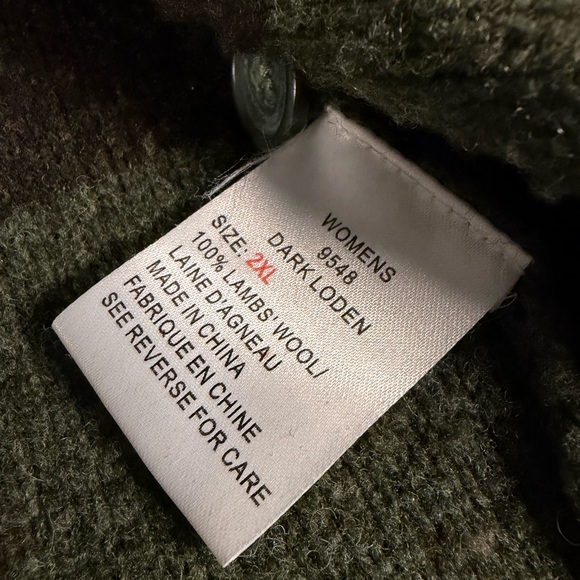 WOMENS
9548
DARK LODEN
SIZE: 2XL
100% LAMBS' WOOL/
LAINE D'AGNEAU
MADE IN CHINA
FABRIQUE EN CHINE
SEE REVERSE FOR CARE